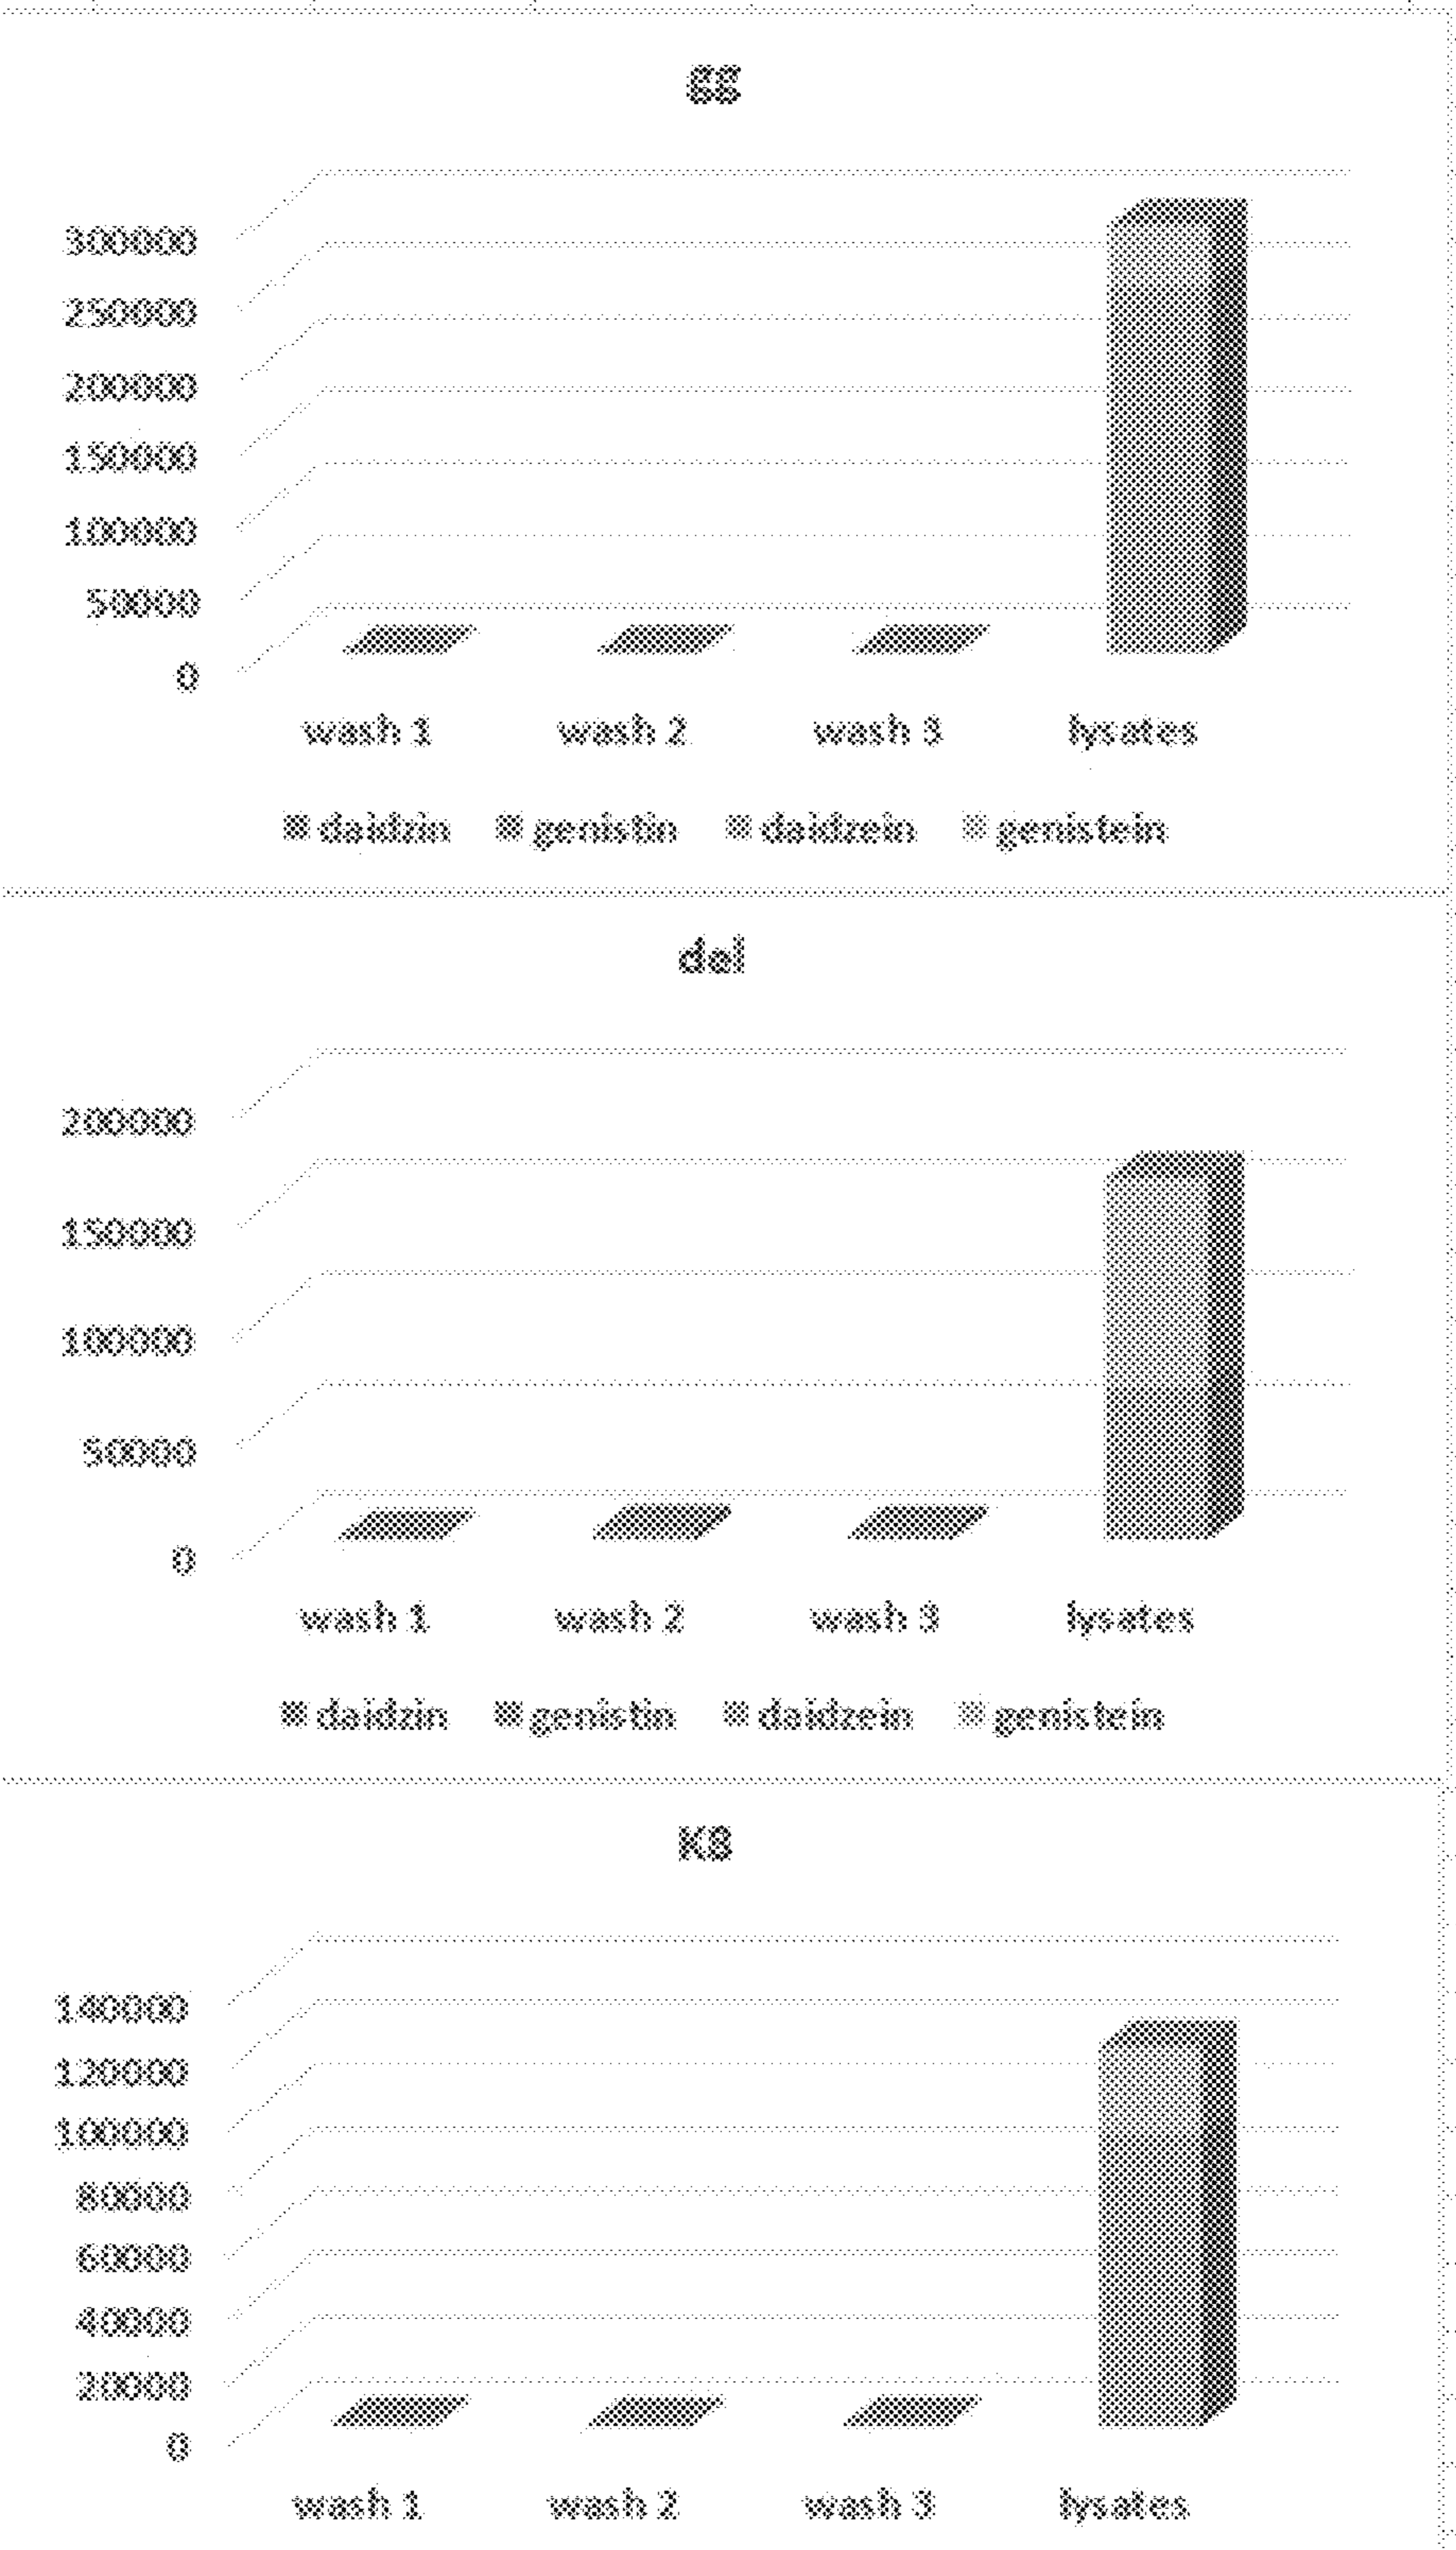 gg
300000
250000
200000
150000
100000
50000
0
wash 1 wash 2 wash 3 lysates
daidzin genistin daidzein genistein
del
200000
150000
100000
50000
0
wash 1 wash 2 wash 3 lysates
daidzin genistin daidzein genistein
K8
140000
120000
100000
80000
60000
40000
20000
0
wash 1 wash 2 wash 3 lysates